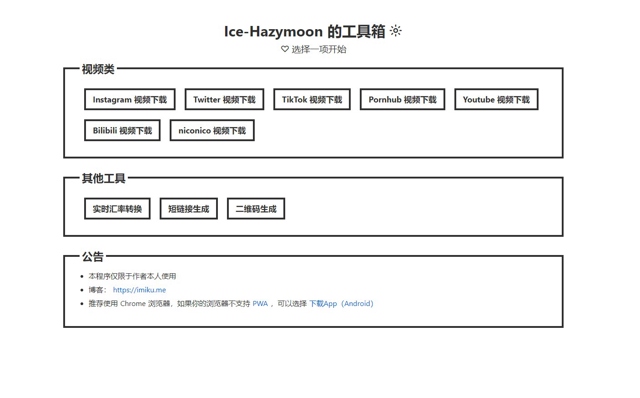 Ice-Hazymoon 的工具箱
选择一项开始
视频类
Instagram 视频下载 Twitter 视频下载 TikTok 视频下载 Pornhub 视频下载 Youtube 视频下载
Bilibili 视频下载 niconico 视频下载
其他工具
实时汇率转换 短链接生成 二维码生成
公告
本程序仅限于作者本人使用
博客： https://imiku.me
推荐使用 Chrome 浏览器，如果你的浏览器不支持 PWA ，可以选择 下载App（Android）